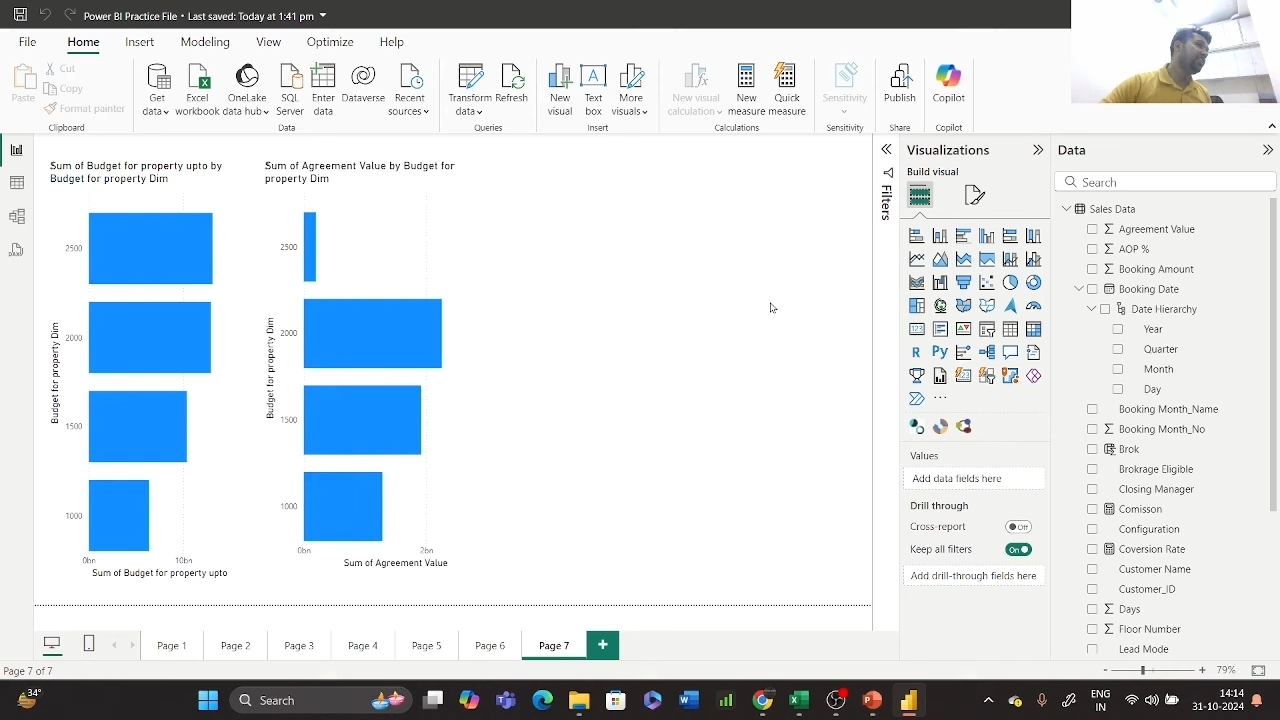 Power BI Practice File • Last saved: Today at 1:41 pm
File Home Insert Modeling View Optimize Help
Paste
Cut
Copy
Format painter
Clipboard
Get data
Excel workbook
OneLake data hub
SQL Server
Enter data
Dataverse
Recent sources
Data
Transform data
Refresh
Queries
New visual
Text box
More visuals
Insert
New visual calculation
New measure
Quick measure
Calculations
Sensitivity
Sensitivity
Publish
Share
Copilot
Copilot
Sum of Budget for property upto by
Budget for property Dim
Budget for property Dim
2500
2000
1500
1000
0bn 10bn
Sum of Budget for property upto
Sum of Agreement Value by Budget for
property Dim
Budget for property Dim
2500
2000
1500
1000
0bn 2bn
Sum of Agreement Value
Filters
Visualizations
Build visual
123
R Py
Values
Add data fields here
Drill through
Cross-report Off
Keep all filters On
Add drill-through fields here
Data
Search
Sales Data
Agreement Value
AOP %
Booking Amount
Booking Date
Date Hierarchy
Year
Quarter
Month
Day
Booking Month_Name
Booking Month_No
Brok
Brokrage Eligible
Closing Manager
Comisson
Configuration
Coversion Rate
Customer Name
Customer_ID
Days
Floor Number
Lead Mode
Page 1 Page 2 Page 3 Page 4 Page 5 Page 6 Page 7 +
Page 7 of 7
- + 79%
34°
Search
ENG
IN
14:14
31-10-2024